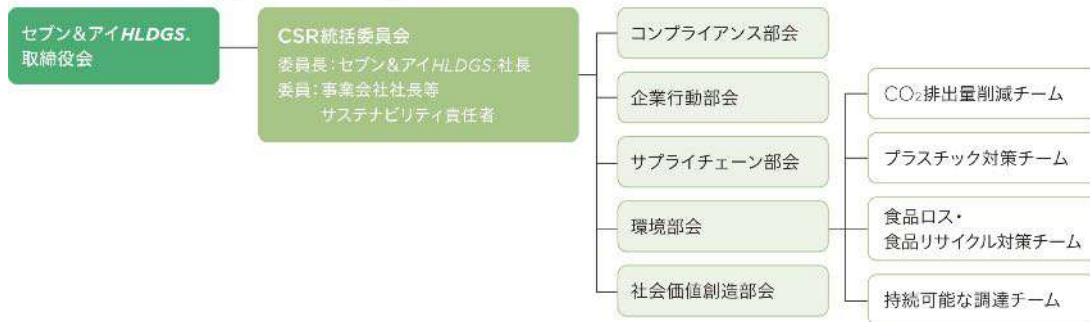 セブン&アイHLDGS.
取締役会
CSR統括委員会
委員長：セブン&アイHLDGS.社長
委員：事業会社社長等
サステナビリティ責任者
コンプライアンス部会
企業行動部会
サプライチェーン部会
環境部会
社会価値創造部会
CO₂排出量削減チーム
プラスチック対策チーム
食品ロス・
食品リサイクル対策チーム
持続可能な調達チーム